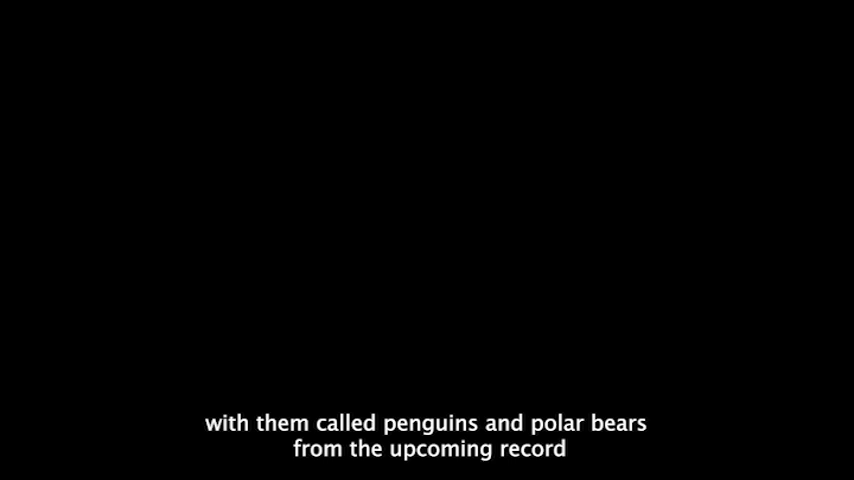 with them called penguins and polar bears
from the upcoming record